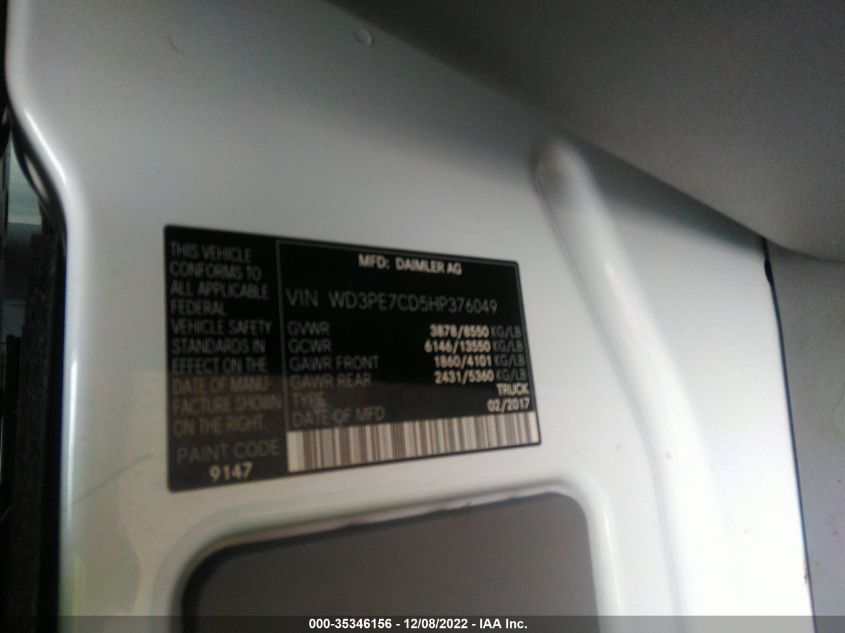 THIS VEHICLE
CONFORMS TO
ALL APPLICABLE
FEDERAL
VEHICLE SAFETY
STANDARDS IN
EFFECT ON THE
DATE OF MANU-
FACTURE SHOWN
ON THE RIGHT.
PAINT CODE
9147
MFD: DAIMLER AG
VIN WD3PE7CD5HP376049
GVWR 3878/8550 KG/LB
GCWR 6146/13550 KG/LB
GAWR FRONT 1860/4101 KG/LB
GAWR REAR 2431/5360 KG/LB
TYPE TRUCK
DATE OF MFD 02/2017
000-35346156 - 12/08/2022 - IAA Inc.